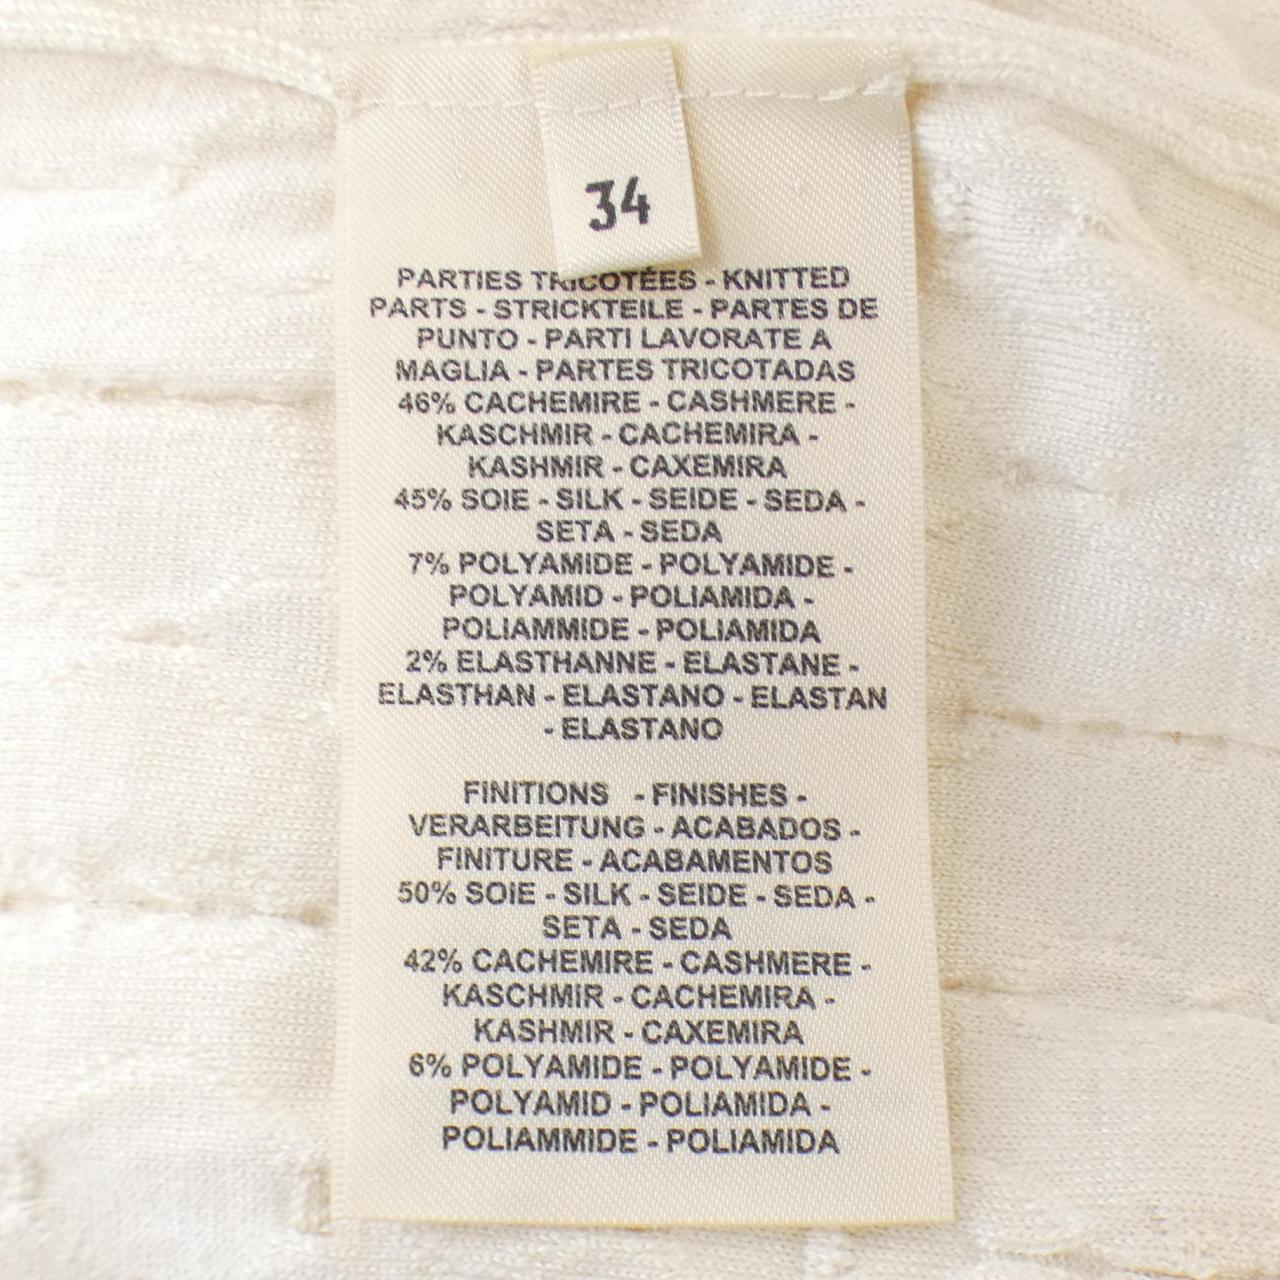 34
PARTIES TRICOTÉES - KNITTED
PARTS - STRICKTEILE - PARTES DE
PUNTO - PARTI LAVORATE A
MAGLIA - PARTES TRICOTADAS
46% CACHEMIRE - CASHMERE -
KASCHMIR - CACHEMIRA -
KASHMIR - CAXEMIRA
45% SOIE - SILK - SEIDE - SEDA -
SETA - SEDA
7% POLYAMIDE - POLYAMIDE -
POLYAMID - POLIAMIDA -
POLIAMMIDE - POLIAMIDA
2% ELASTHANNE - ELASTANE -
ELASTHAN - ELASTANO - ELASTAN
- ELASTANO
FINITIONS - FINISHES -
VERARBEITUNG - ACABADOS -
FINITURE - ACABAMENTOS
50% SOIE - SILK - SEIDE - SEDA -
SETA - SEDA
42% CACHEMIRE - CASHMERE -
KASCHMIR - CACHEMIRA -
KASHMIR - CAXEMIRA
6% POLYAMIDE - POLYAMIDE -
POLYAMID - POLIAMIDA -
POLIAMMIDE - POLIAMIDA